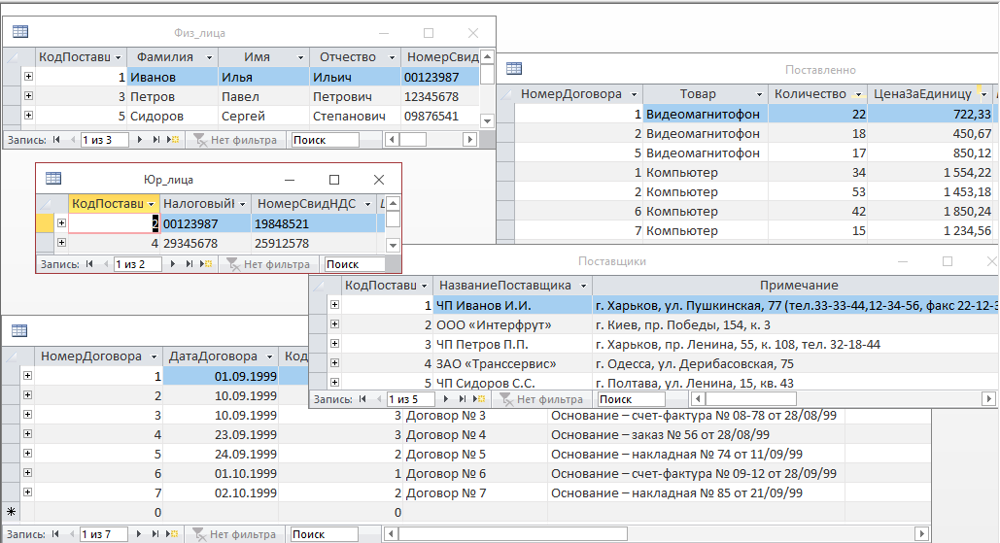 Физ_лица
КодПоставщ Фамилия Имя Отчество НомерСвид
1 Иванов Илья Ильич 00123987
3 Петров Павел Петрович 12345678
5 Сидоров Сергей Степанович 09876541
Запись: 1 из 3 Нет фильтра Поиск
Поставленно
НомерДоговора Товар Количество ЦенаЗаЕдиницу
1 Видеомагнитофон 22 722,33
2 Видеомагнитофон 18 450,67
5 Видеомагнитофон 17 850,12
1 Компьютер 34 1 554,22
2 Компьютер 53 1 453,18
6 Компьютер 42 1 850,24
7 Компьютер 15 1 234,56
Юр_лица
КодПоставщ НалоговыйН НомерСвидНДС
2 00123987 19848521
4 29345678 25912578
Запись: 1 из 2 Нет фильтра Поиск
Поставщики
КодПоставщ НазваниеПоставщика Примечание
1 ЧП Иванов И.И. г. Харьков, ул. Пушкинская, 77 (тел.33-33-44,12-34-56, факс 22-12-3
2 ООО «Интерфрут» г. Киев, пр. Победы, 154, к. 3
3 ЧП Петров П.П. г. Харьков, пр. Ленина, 55, к. 108, тел. 32-18-44
4 ЗАО «Транссервис» г. Одесса, ул. Дерибасовская, 75
5 ЧП Сидоров С.С. г. Полтава, ул. Ленина, 15, кв. 43
Запись: 1 из 5 Нет фильтра Поиск
НомерДоговора ДатаДоговора Код
1 01.09.1999
2 10.09.1999
3 10.09.1999 3 Договор № 3 Основание – счет-фактура № 08-78 от 28/08/99
4 23.09.1999 3 Договор № 4 Основание – заказ № 56 от 28/08/99
5 24.09.1999 2 Договор № 5 Основание – накладная № 74 от 11/09/99
6 01.10.1999 1 Договор № 6 Основание – счет-фактура № 09-12 от 28/09/99
7 02.10.1999 2 Договор № 7 Основание – накладная № 85 от 21/09/99
0 0
Запись: 1 из 7 Нет фильтра Поиск